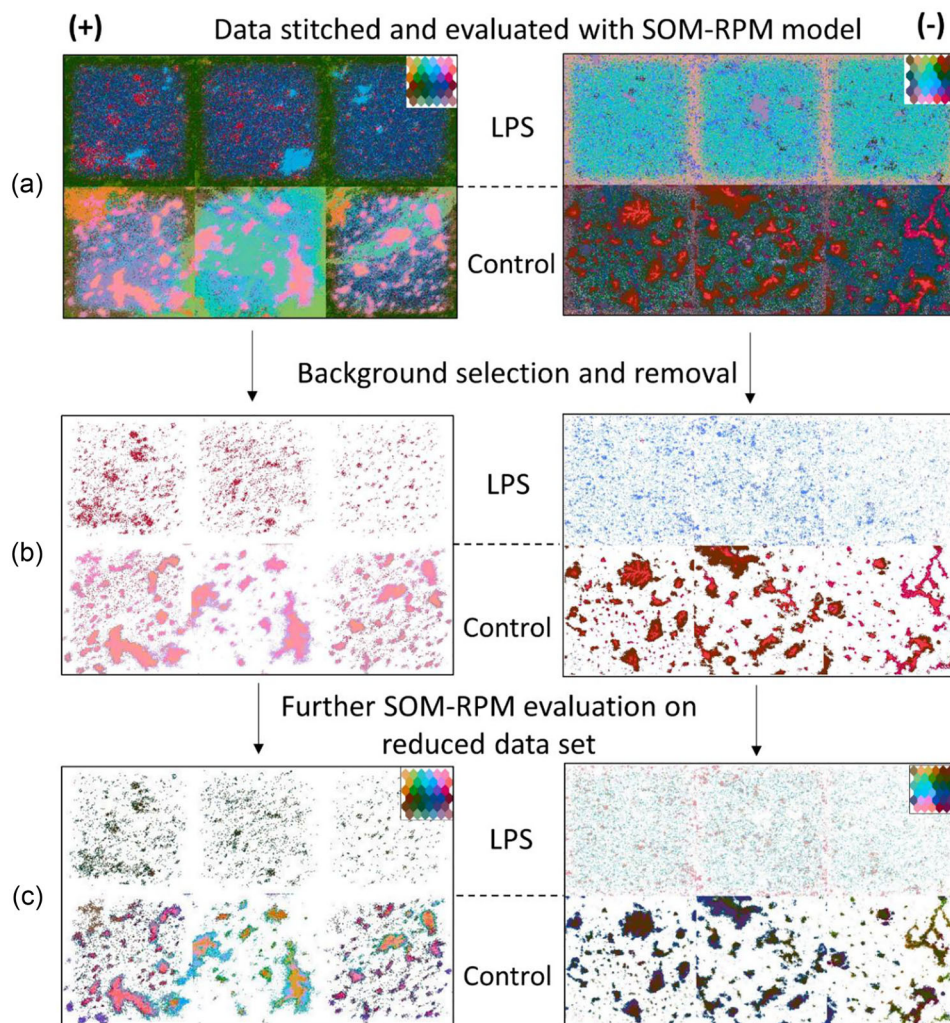 (+)
Data stitched and evaluated with SOM-RPM model
(-)
LPS
(a)
Control
Background selection and removal
LPS
(b)
Control
Further SOM-RPM evaluation on
reduced data set
LPS
(c)
Control